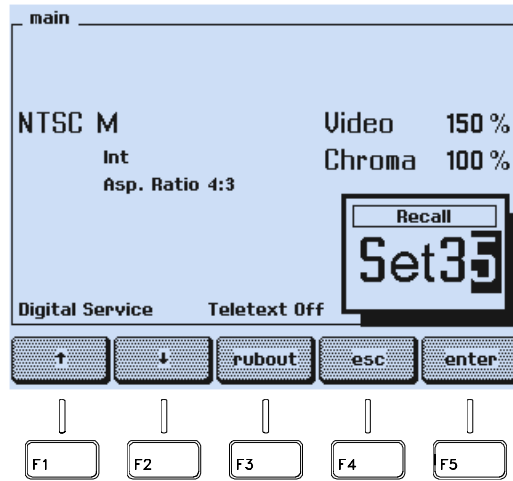 main
NTSC M
Video 150 %
Int
Chroma 100 %
Asp. Ratio 4:3
Recall
Set35
Digital Service Teletext Off
↑ ↓ rubout esc enter
F1 F2 F3 F4 F5